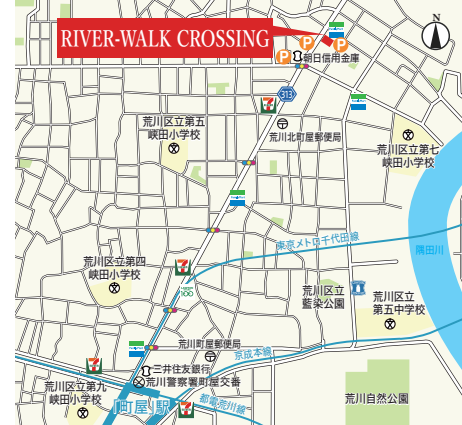 RIVER-WALK CROSSING
N
P
P
P
朝日信用金庫
313
7
荒川区立第五
峡田小学校
荒川北町屋郵便局
荒川区立第七
峡田小学校
東京メトロ千代田線
隅田川
荒川区立第四
峡田小学校
7
100
荒川区立
藍染公園
荒川区立
第五中学校
荒川町屋郵便局
京成本線
7
三井住友銀行
荒川警察署町屋交番
荒川区立第九
峡田小学校
町屋駅
7
都電荒川線
荒川自然公園